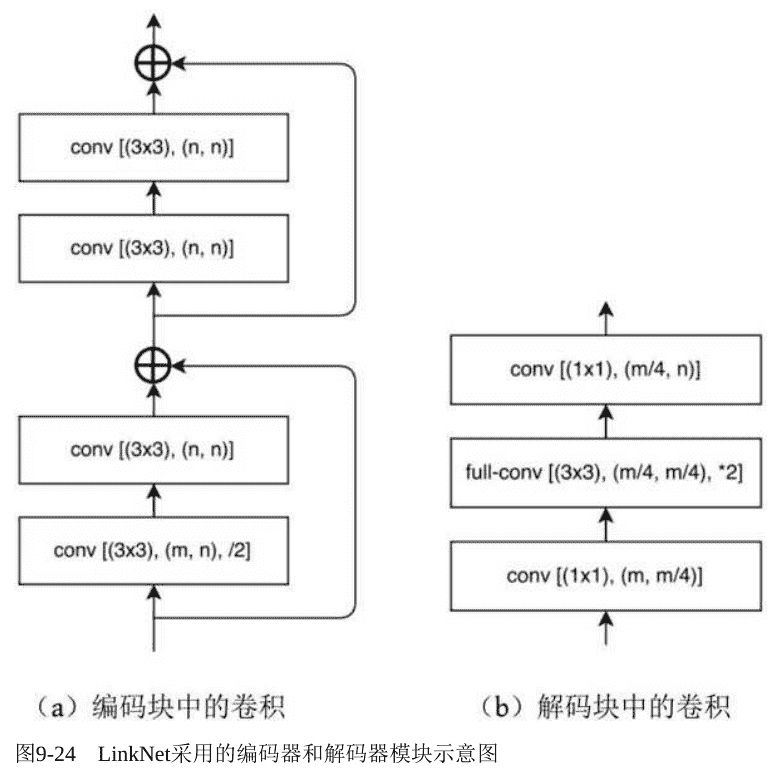 conv [(3x3), (n, n)]
conv [(3x3), (n, n)]
conv [(3x3), (n, n)]
conv [(3x3), (m, n), /2]
conv [(1x1), (m/4, n)]
full-conv [(3x3), (m/4, m/4), *2]
conv [(1x1), (m, m/4)]
（a）编码块中的卷积
（b）解码块中的卷积
图9-24 LinkNet采用的编码器和解码器模块示意图